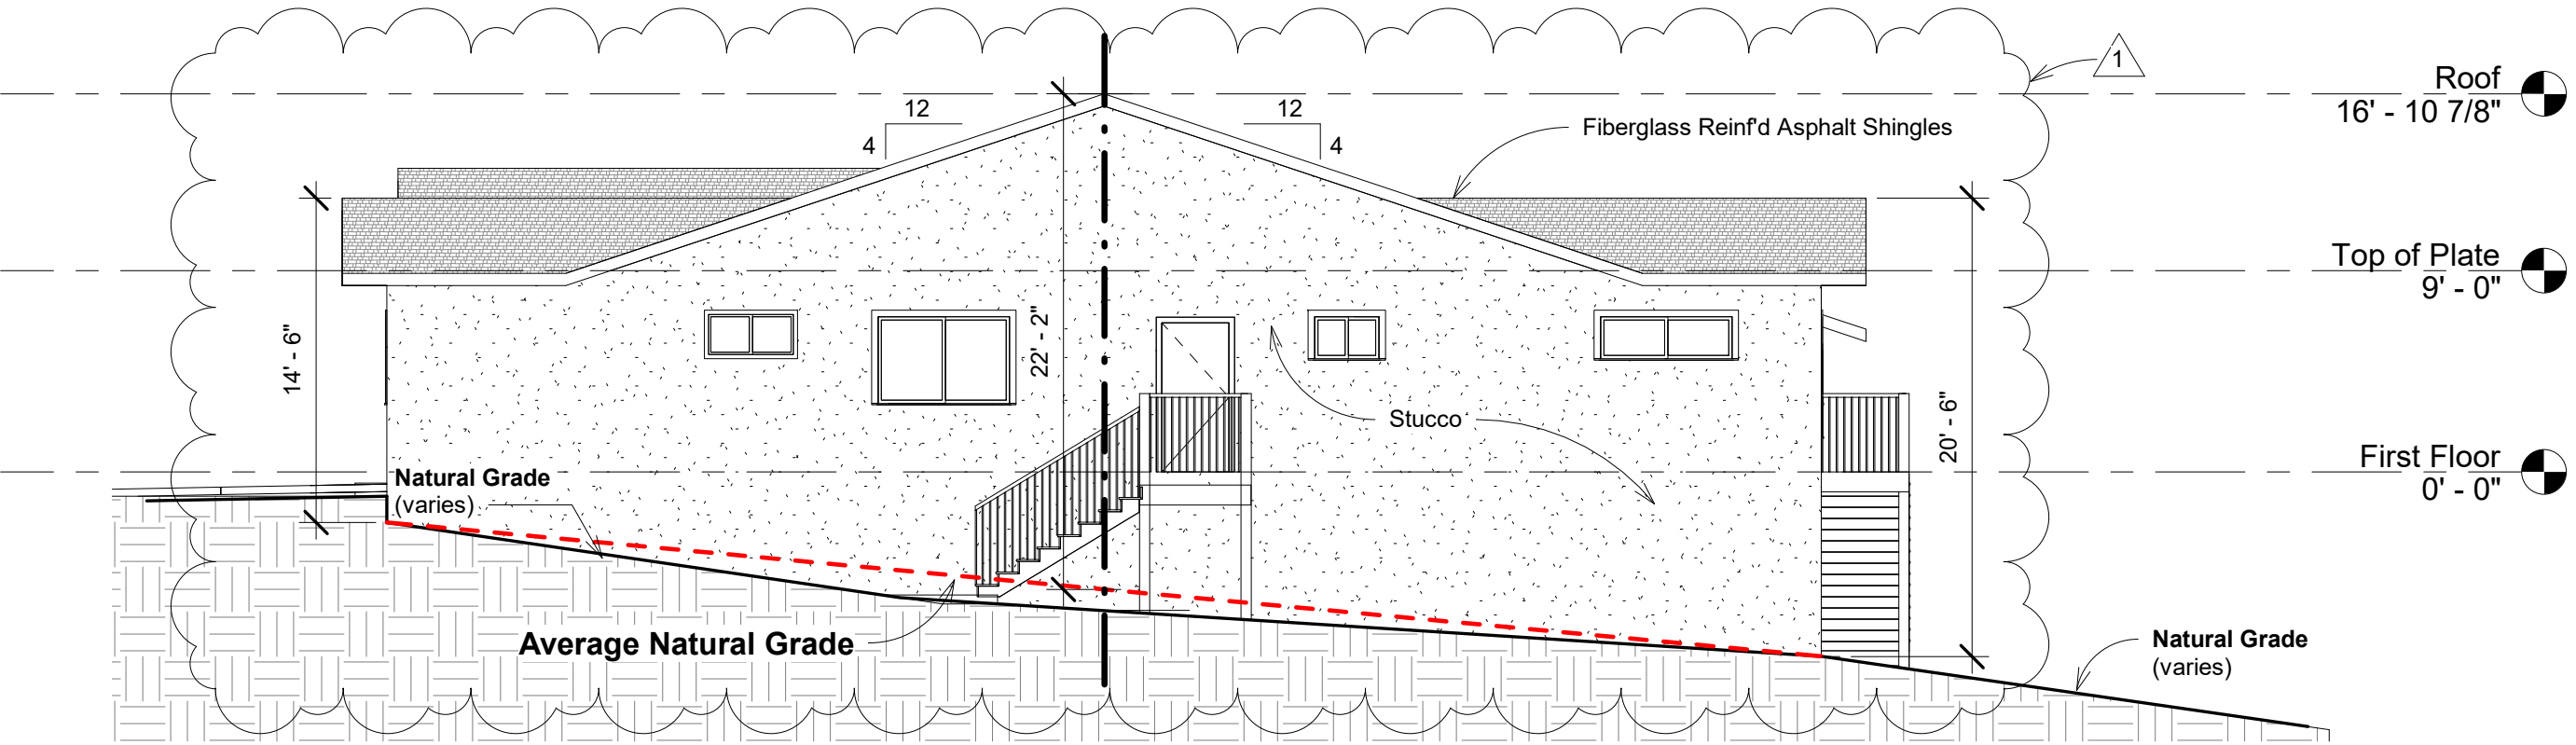 1
Roof
16' - 10 7/8"
12
4
12
4
Fiberglass Reinf'd Asphalt Shingles
Top of Plate
9' - 0"
14' - 6"
22' - 2"
20' - 6"
Stucco
First Floor
0' - 0"
Natural Grade
(varies)
Average Natural Grade
Natural Grade
(varies)